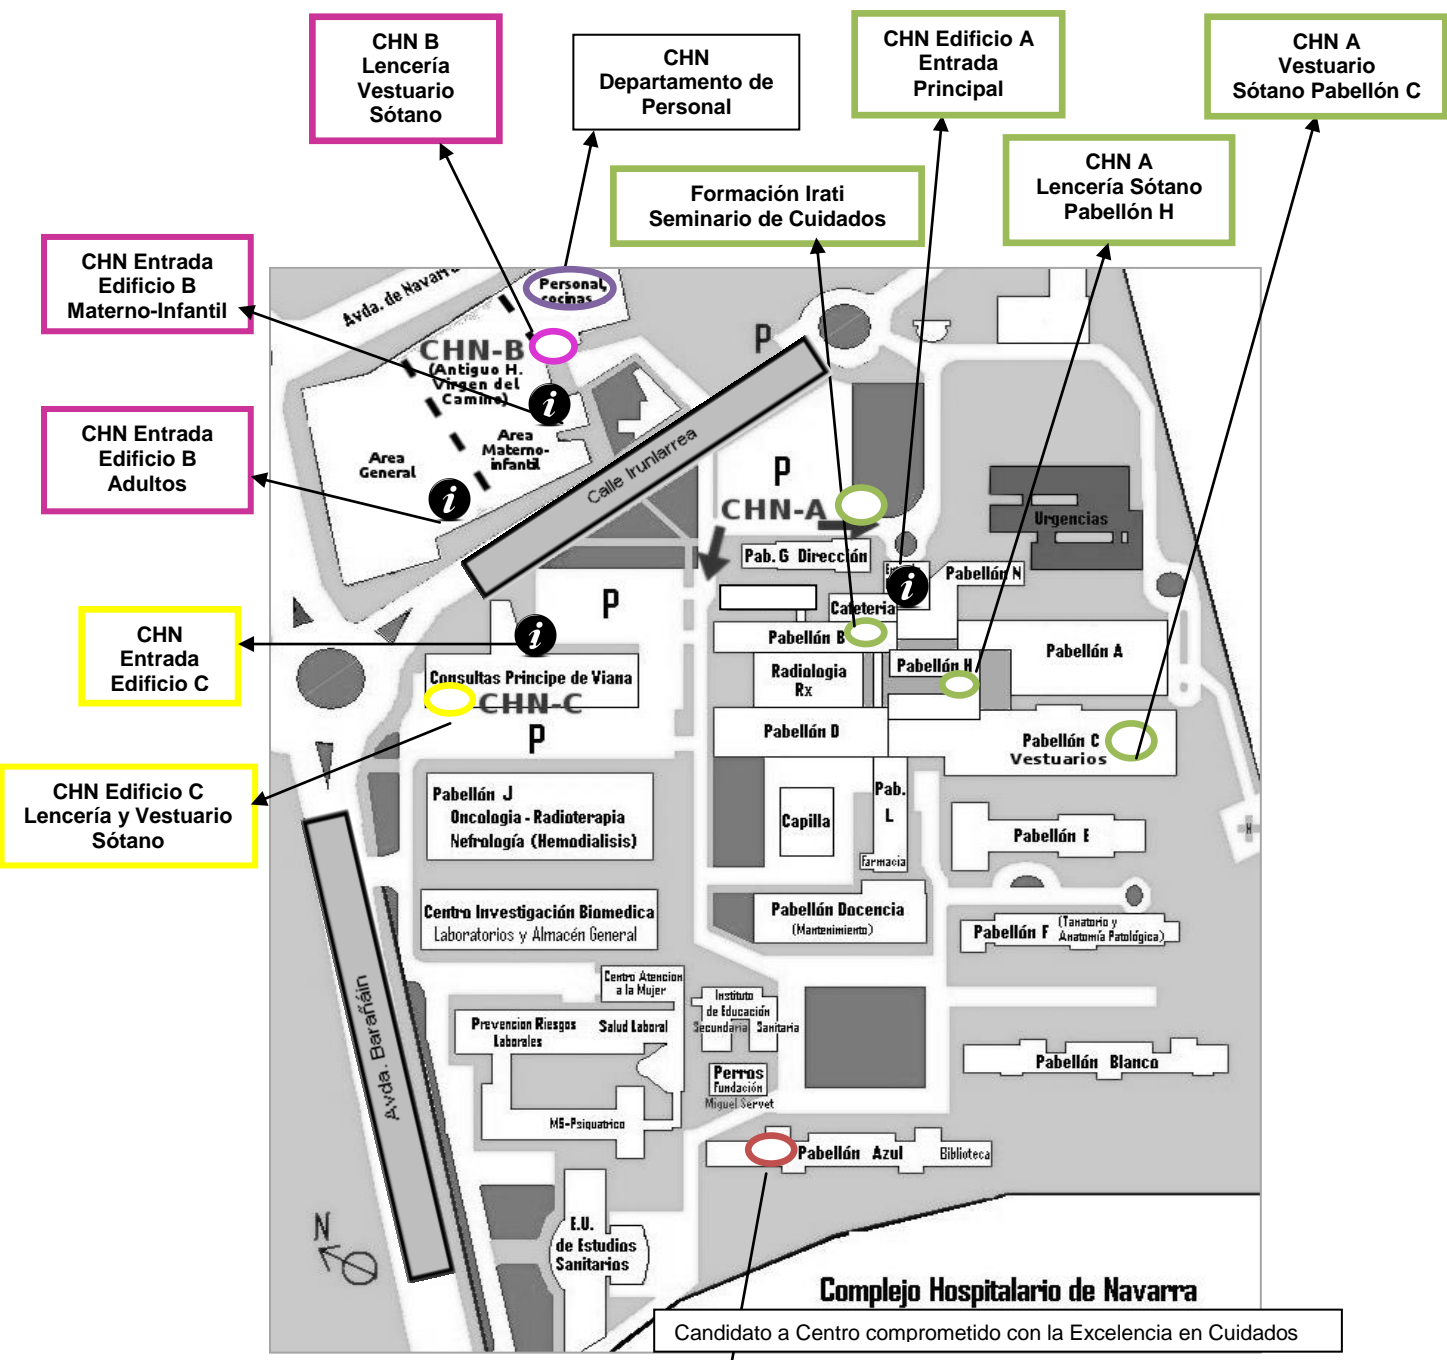 CHN B
Lencería
Vestuario
Sótano
CHN
Departamento de
Personal
CHN Edificio A
Entrada
Principal
CHN A
Vestuario
Sótano Pabellón C
Formación Irati
Seminario de Cuidados
CHN A
Lencería Sótano
Pabellón H
CHN Entrada
Edificio B
Materno-Infantil
CHN Entrada
Edificio B
Adultos
CHN
Entrada
Edificio C
CHN Edificio C
Lencería y Vestuario
Sótano
Avda. de Navarra
Personal,
cocinas
CHN-B
(Antiguo H.
Virgen del
Camino)
i
Area
Materno-
infantil
Area
General
i
P
Calle Irunlarrea
P
CHN-A
Urgencias
Pab. G Dirección
i
Pabellón N
Cafeteria
P
i
Pabellón B
Pabellón A
Radiologia
Rx
Pabellón H
Consultas Principe de Viana
CHN-C
P
Pabellón D
Pabellón C
Vestuarios
Pabellón J
Oncologia - Radioterapia
Nefrología (Hemodialisis)
Capilla
Pab.
L
Farmacia
Pabellón E
H
Centro Investigación Biomedica
Laboratorios y Almacén General
Pabellón Docencia
(Mantenimiento)
Pabellón F
(Tanatorio y
Anatomía Patológica)
Centro Atencion
a la Mujer
Instituto
de Educación
Secundaria Sanitaria
Prevencion Riesgos
Laborales
Salud Laboral
Perros
Fundación
Miguel Servet
Pabellón Blanco
MS-Psiquatrico
Pabellón Azul
Biblioteca
Avda. Barañáin
N
E.U.
de Estudios
Sanitarios
Complejo Hospitalario de Navarra
Candidato a Centro comprometido con la Excelencia en Cuidados